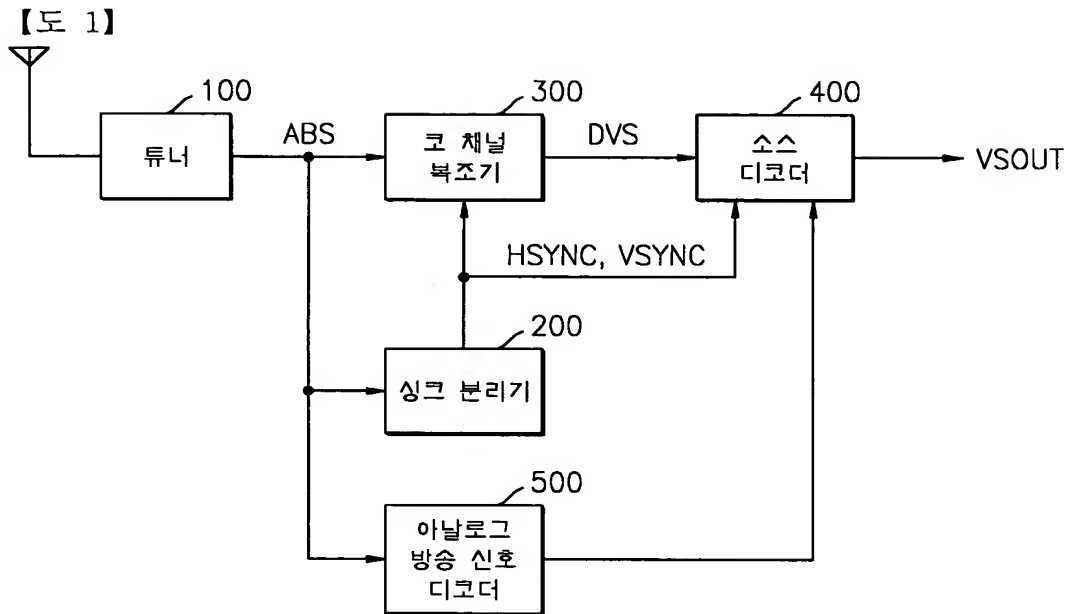 【도 1】
100
튜너
ABS
300
코 채널
복조기
DVS
400
소스
디코더
VSOUT
HSYNC, VSYNC
200
싱크 분리기
500
아날로그
방송 신호
디코더